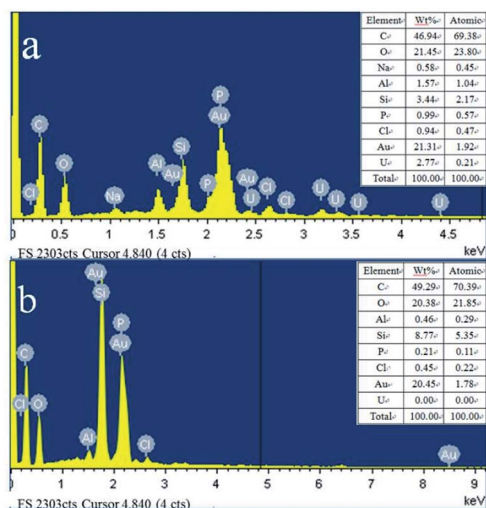 a
Element Wt% Atomic
C 46.94 69.38
O 21.45 23.80
Na 0.58 0.45
Al 1.57 1.04
Si 3.44 2.17
P 0.99 0.57
Cl 0.94 0.47
Au 21.31 1.92
U 2.77 0.21
Total 100.00 100.00
P
Au
C
Si
O
Al
Au
Au
Cl
Cl
Na
P
U
Cl
U
U
U
U
0.5 1 1.5 2 2.5 3 3.5 4 4.5
FS 2303cts Cursor 4.840 (4 cts)
keV
b
Element Wt% Atomic
C 49.29 70.39
O 20.38 21.85
Al 0.46 0.29
Si 8.77 5.35
P 0.21 0.11
Cl 0.45 0.22
Au 20.45 1.78
U 0.00 0.00
Total 100.00 100.00
Au
Si
P
Au
C
Cl
O
Al
Cl
Au
0 1 2 3 4 5 6 7 8 9
FS 2303cts Cursor 4.840 (4 cts)
keV